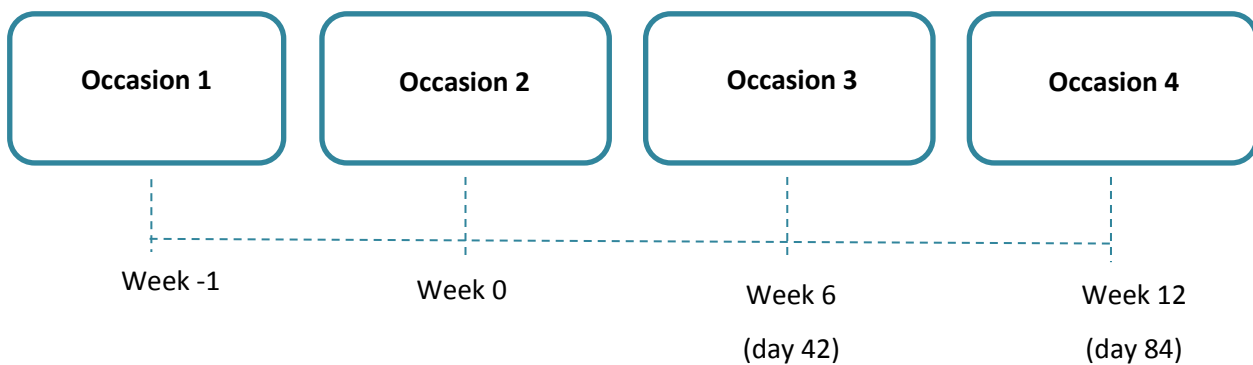 Occasion 1
Occasion 2
Occasion 3
Occasion 4
Week -1
Week 0
Week 6
(day 42)
Week 12
(day 84)